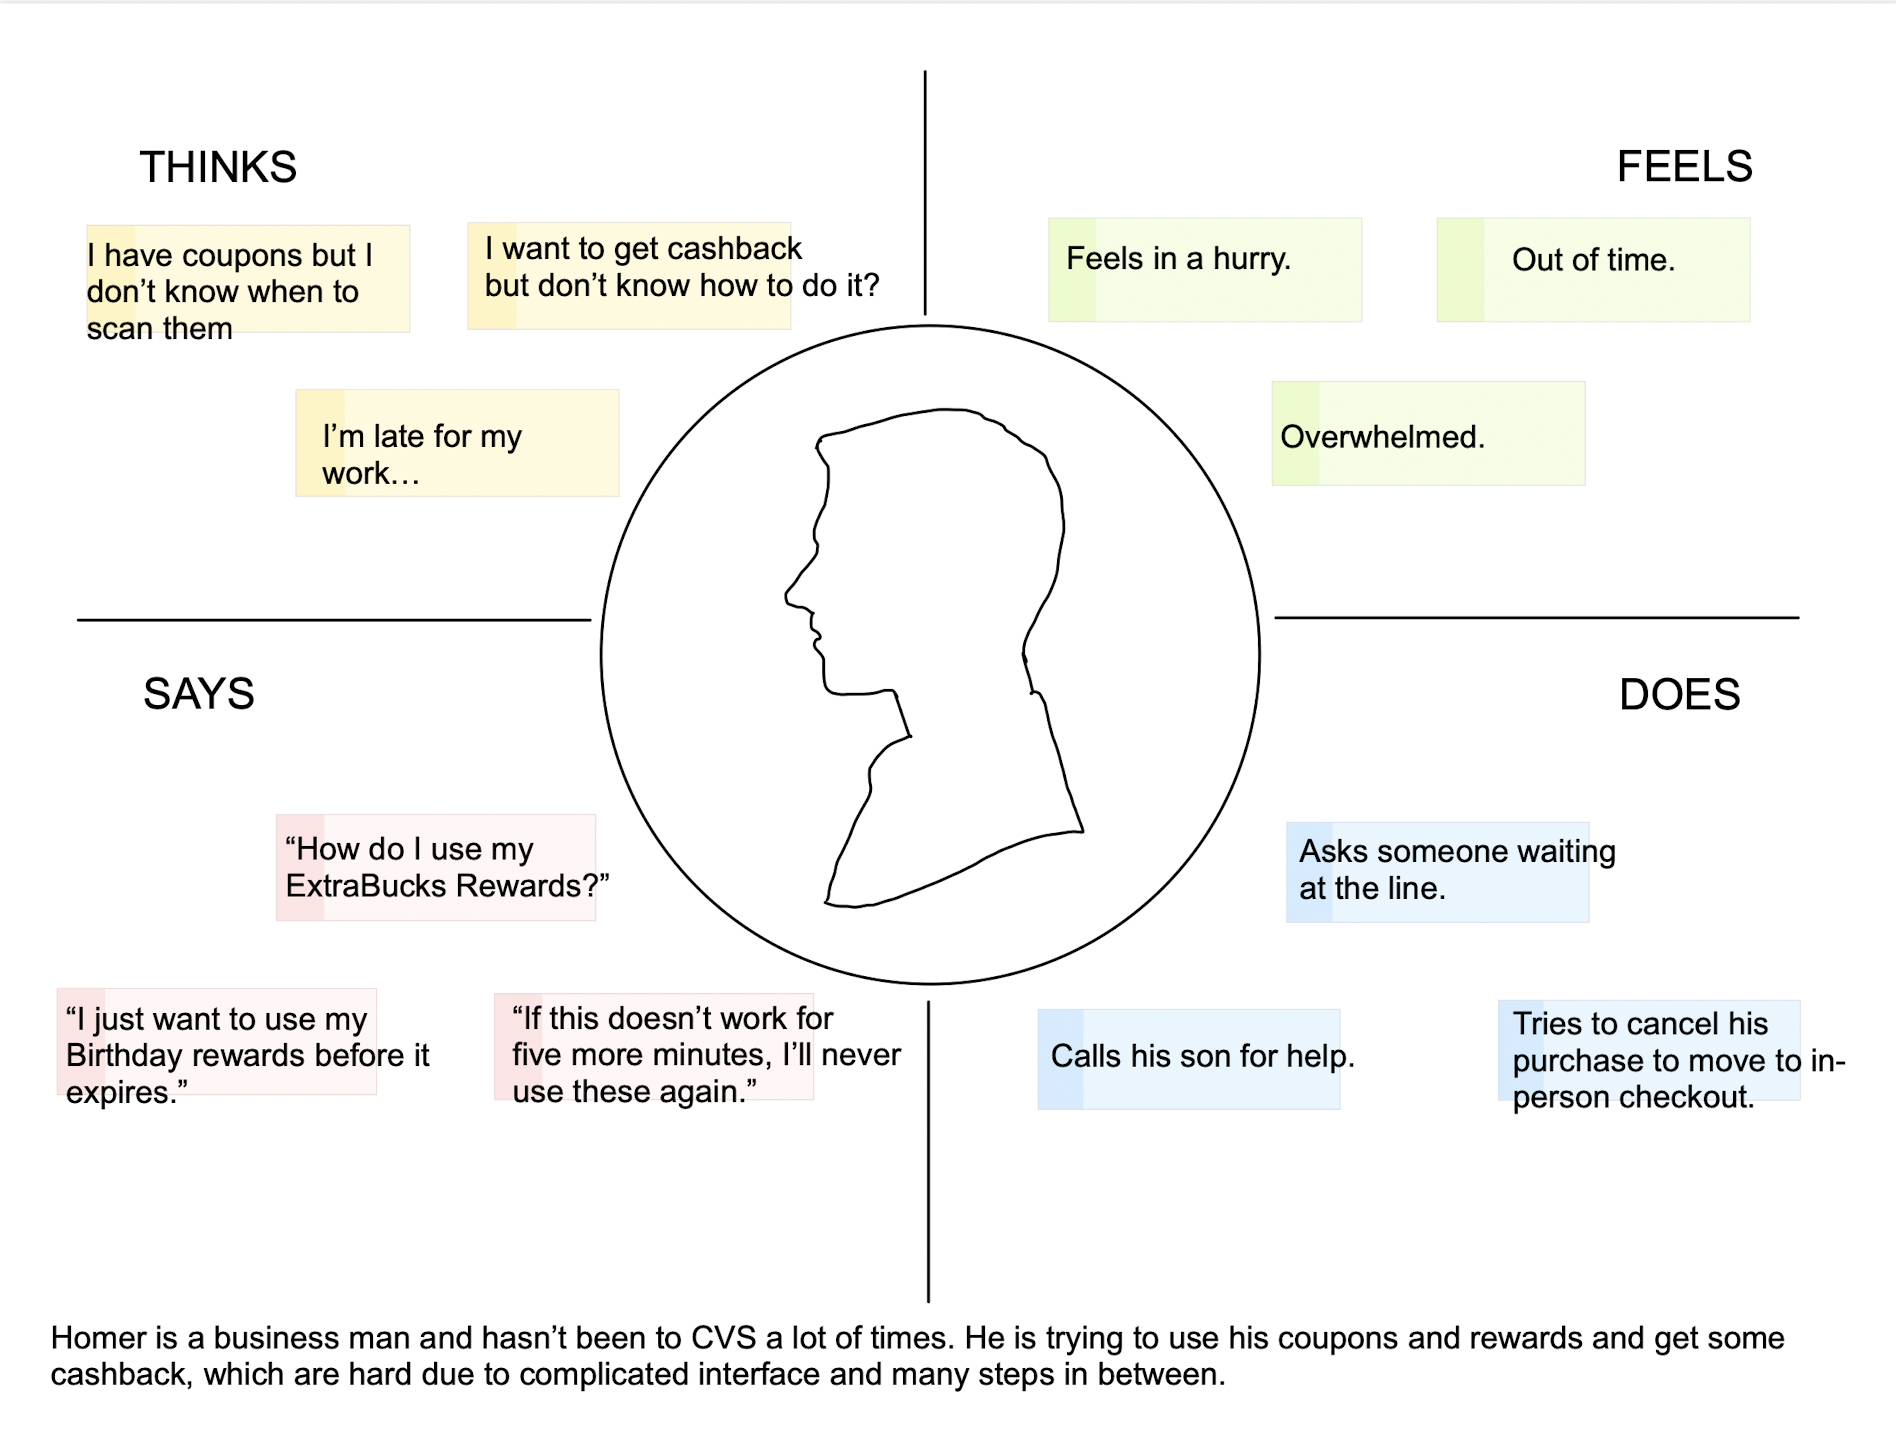 THINKS
I have coupons but I
don’t know when to
scan them
I want to get cashback
but don’t know how to do it?
I’m late for my
work…
FEELS
Feels in a hurry.
Out of time.
Overwhelmed.
SAYS
“How do I use my
ExtraBucks Rewards?”
“I just want to use my
Birthday rewards before it
expires.”
“If this doesn’t work for
five more minutes, I’ll never
use these again.”
DOES
Asks someone waiting
at the line.
Calls his son for help.
Tries to cancel his
purchase to move to in-
person checkout.
Homer is a business man and hasn’t been to CVS a lot of times. He is trying to use his coupons and rewards and get some
cashback, which are hard due to complicated interface and many steps in between.